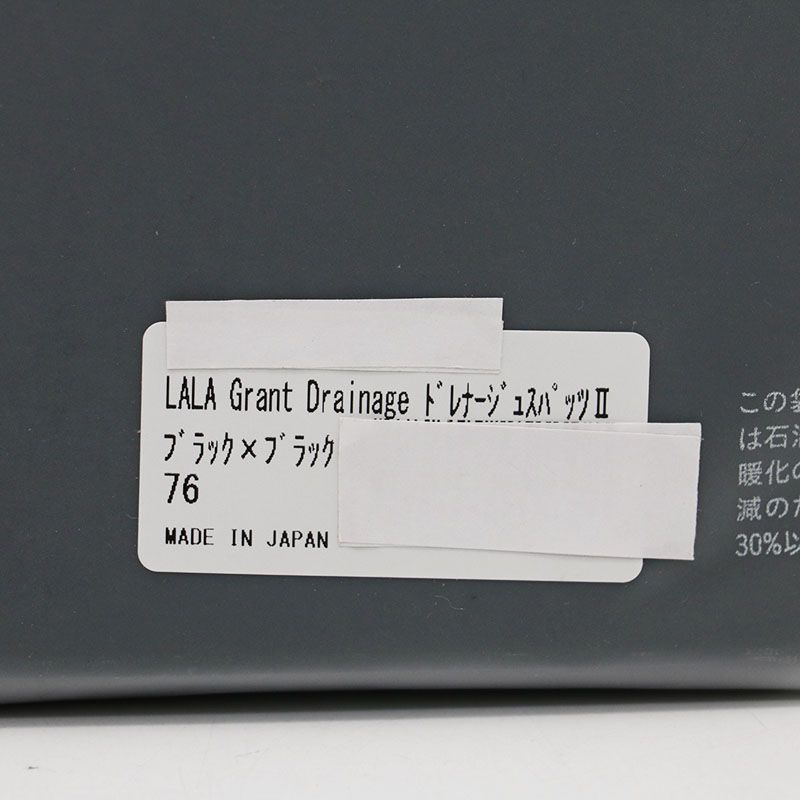 LALA Grant Drainage ﾄﾞﾚﾅｰｼﾞｭｽﾊﾟｯﾂⅡ
ﾌﾞﾗｯｸ×ﾌﾞﾗｯｸ
76
MADE IN JAPAN
この袋
は石油
暖化の
減のた
30%以